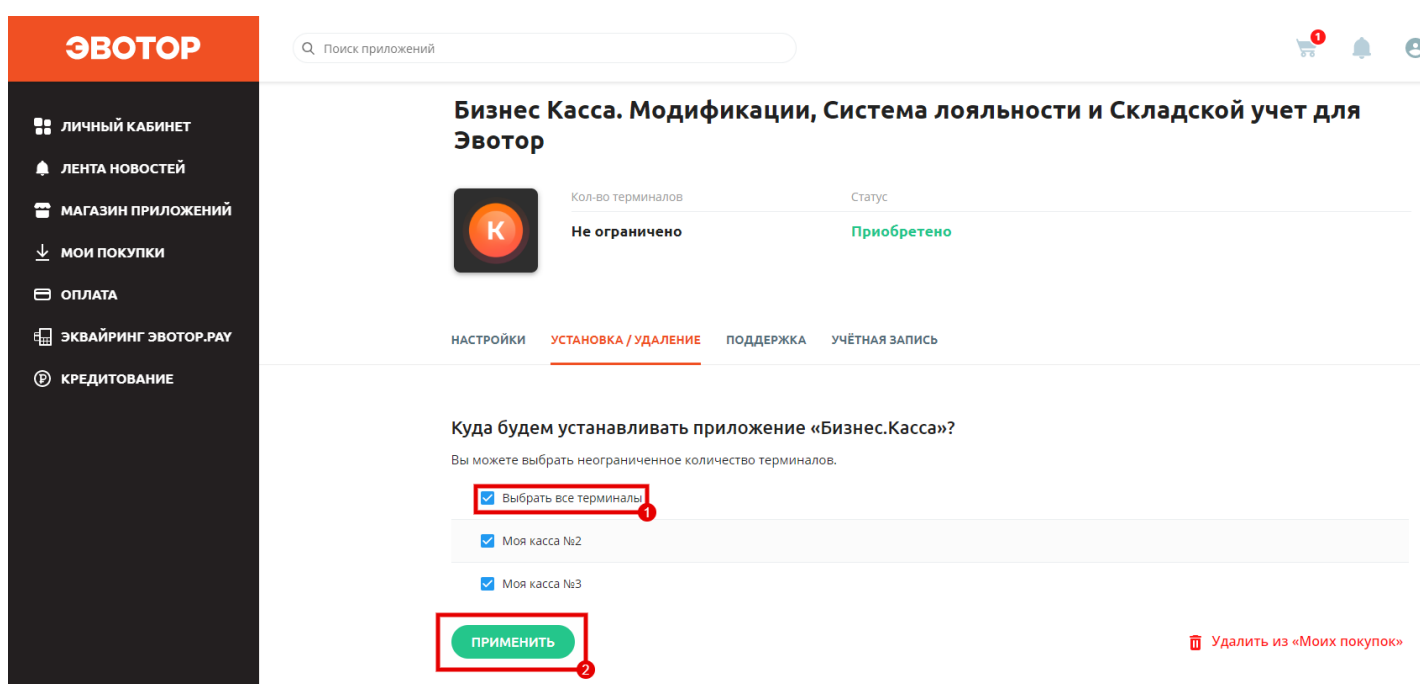 ЭВОТОР
Поиск приложений
1
ЛИЧНЫЙ КАБИНЕТ
ЛЕНТА НОВОСТЕЙ
МАГАЗИН ПРИЛОЖЕНИЙ
МОИ ПОКУПКИ
ОПЛАТА
ЭКВАЙРИНГ ЭВОТОР.PAY
КРЕДИТОВАНИЕ
Бизнес Касса. Модификации, Система лояльности и Складской учет для
Эвотор
К
Кол-во терминалов Статус
Не ограничено Приобретено
НАСТРОЙКИ УСТАНОВКА / УДАЛЕНИЕ ПОДДЕРЖКА УЧЁТНАЯ ЗАПИСЬ
Куда будем устанавливать приложение «Бизнес.Касса»?
Вы можете выбрать неограниченное количество терминалов.
Выбрать все терминалы
1
Моя касса №2
Моя касса №3
ПРИМЕНИТЬ Удалить из «Моих покупок»
2